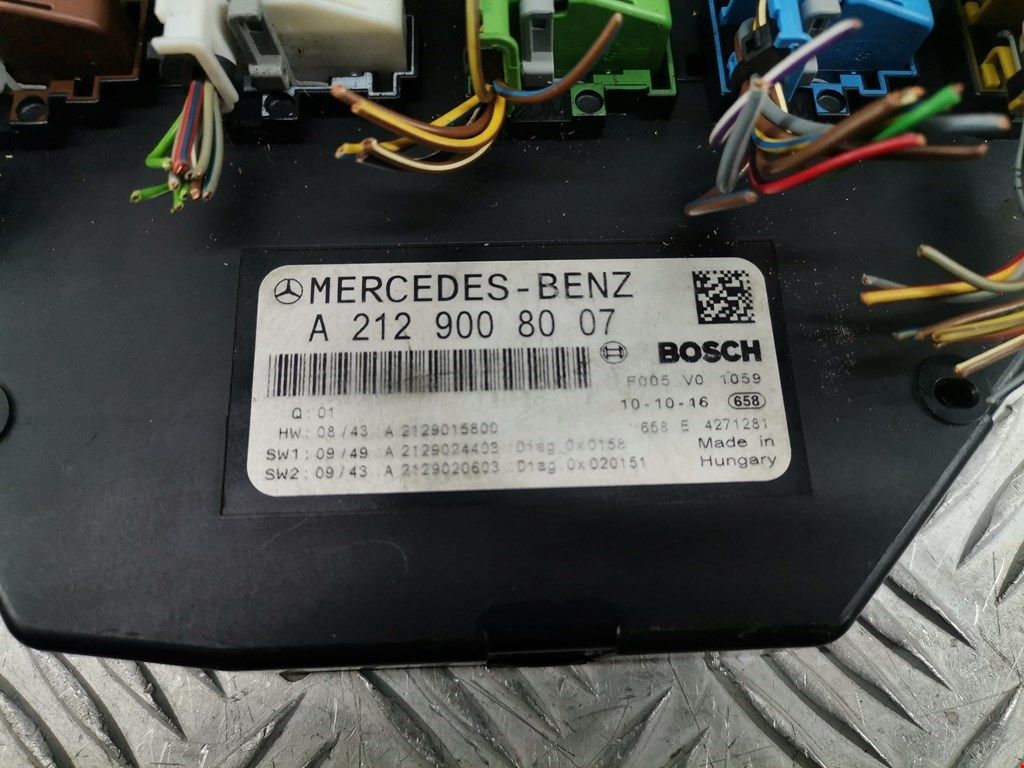 MERCEDES-BENZ
A 212 900 80 07
BOSCH
F005 V0 1059
Q: 01
10-10-16 658
HW: 08/43 A 2129015800
658 E 4271281
SW1: 09/49 A 2129024403 Diag 0x0158
Made in
SW2: 09/43 A 2129020603 Diag 0x020151
Hungary